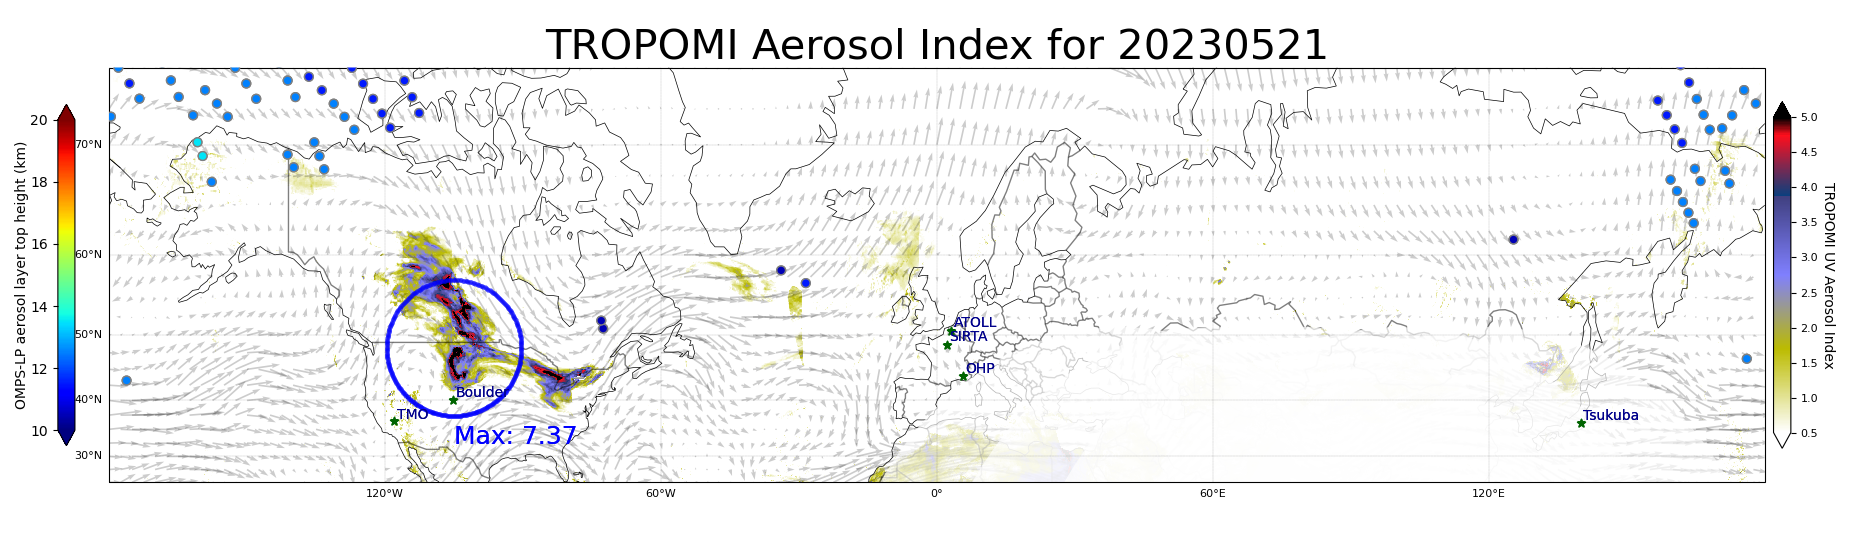 TROPOMI Aerosol Index for 20230521
OMPS-LP aerosol layer top height (km)
20
18
16
14
12
10
70°N
60°N
50°N
40°N
30°N
120°W
60°W
0°
60°E
120°E
ATOLL
SIRTA
OHP
Boulder
TMO
Tsukuba
Max: 7.37
5.0
4.5
4.0
3.5
3.0
2.5
2.0
1.5
1.0
0.5
TROPOMI UV Aerosol Index